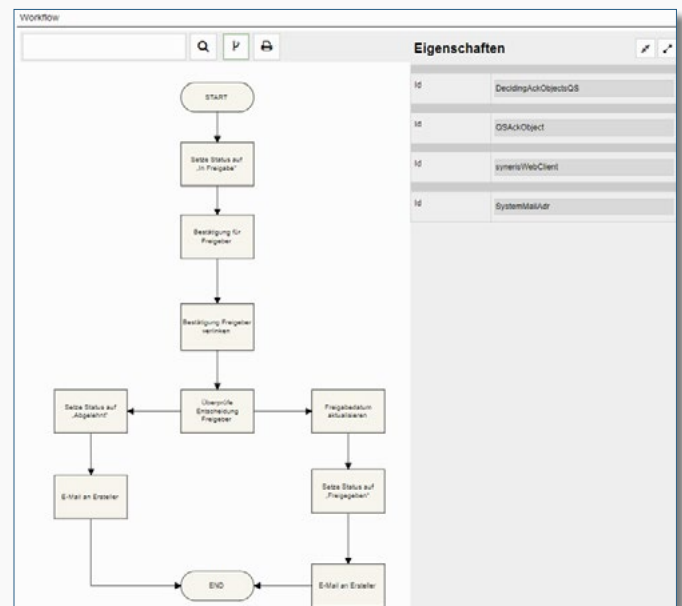 Workflow
Eigenschaften
START
Setze Status auf
„In Freigabe“
Bestätigung für
Freigeber
Bestätigung Freigeber
verlinken
Überprüfe
Entscheidung
Freigeber
Setze Status auf
„Abgelehnt“
E-Mail an Ersteller
Freigabedatum
aktualisieren
Setze Status auf
„Freigegeben“
E-Mail an Ersteller
END
Id
DecidingAckObjectsQS
Id
QSAckObject
Id
synerisWebClient
Id
SystemMailAdr